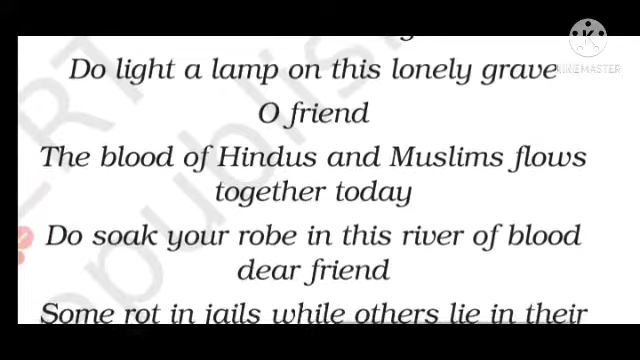 KINEMASTER
Do light a lamp on this lonely grave
O friend
The blood of Hindus and Muslims flows
together today
Do soak your robe in this river of blood
dear friend
Some rot in jails while others lie in their